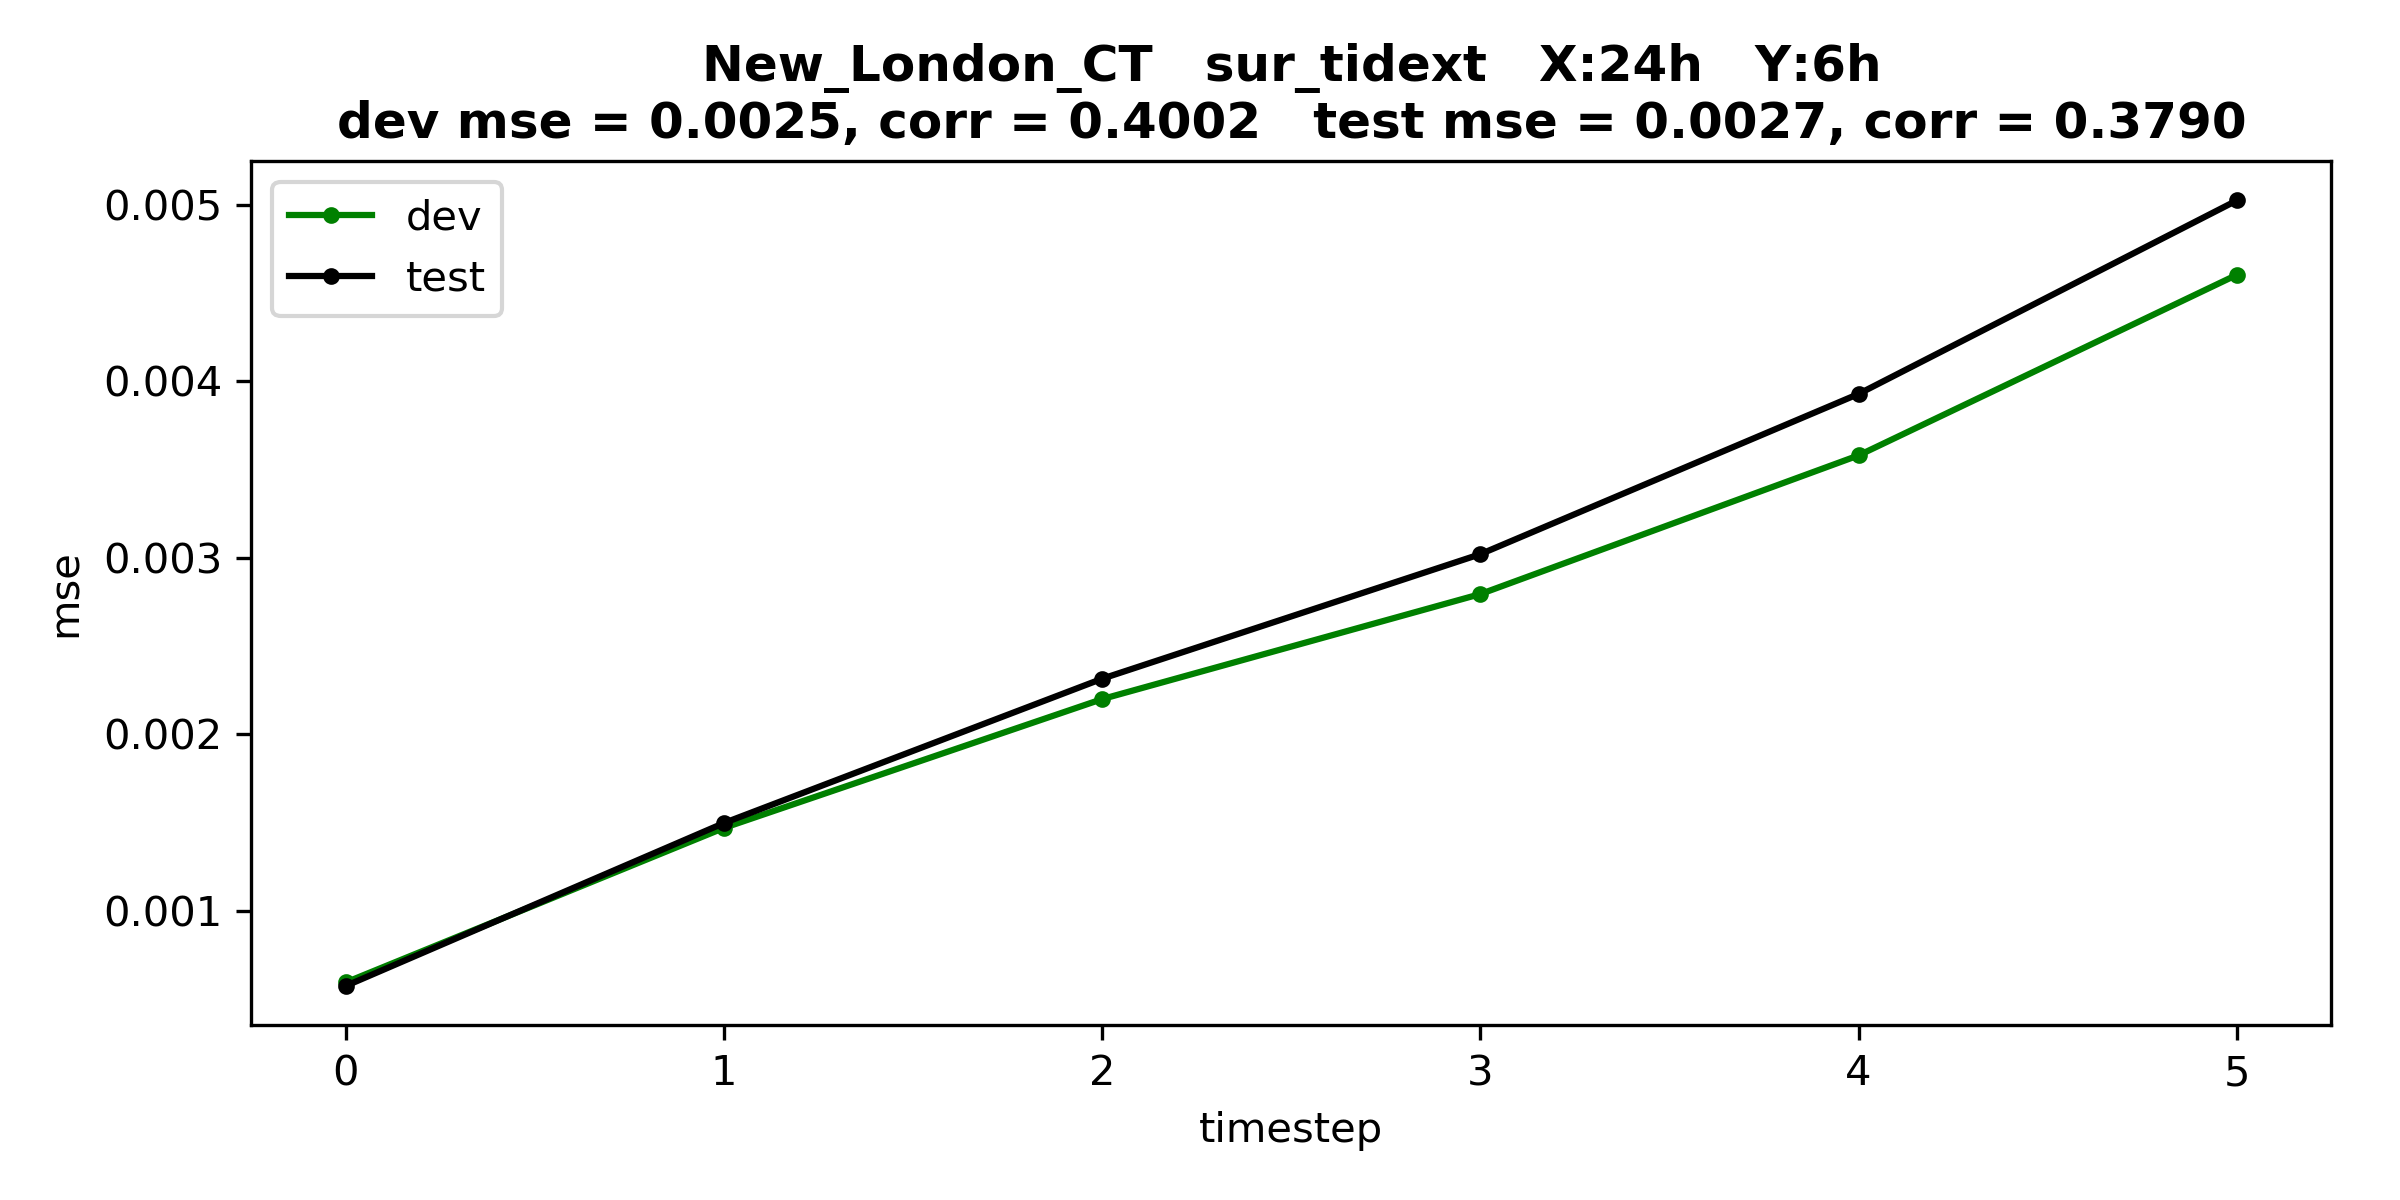 New_London_CT   sur_tidext   X:24h   Y:6h
dev mse = 0.0025, corr = 0.4002   test mse = 0.0027, corr = 0.3790
dev
test
0.005
0.004
0.003
0.002
0.001
mse
0 1 2 3 4 5
timestep